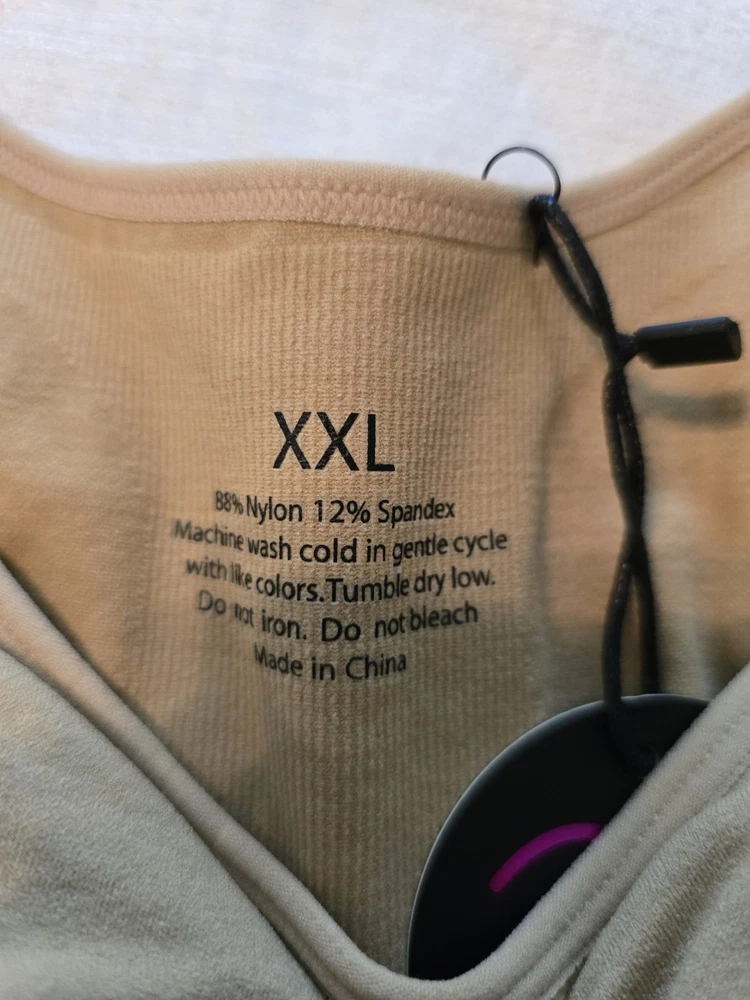 XXL
88% Nylon 12% Spandex
Machine wash cold in gentle cycle
with like colors.Tumble dry low.
Do not iron. Do not bleach
Made in China